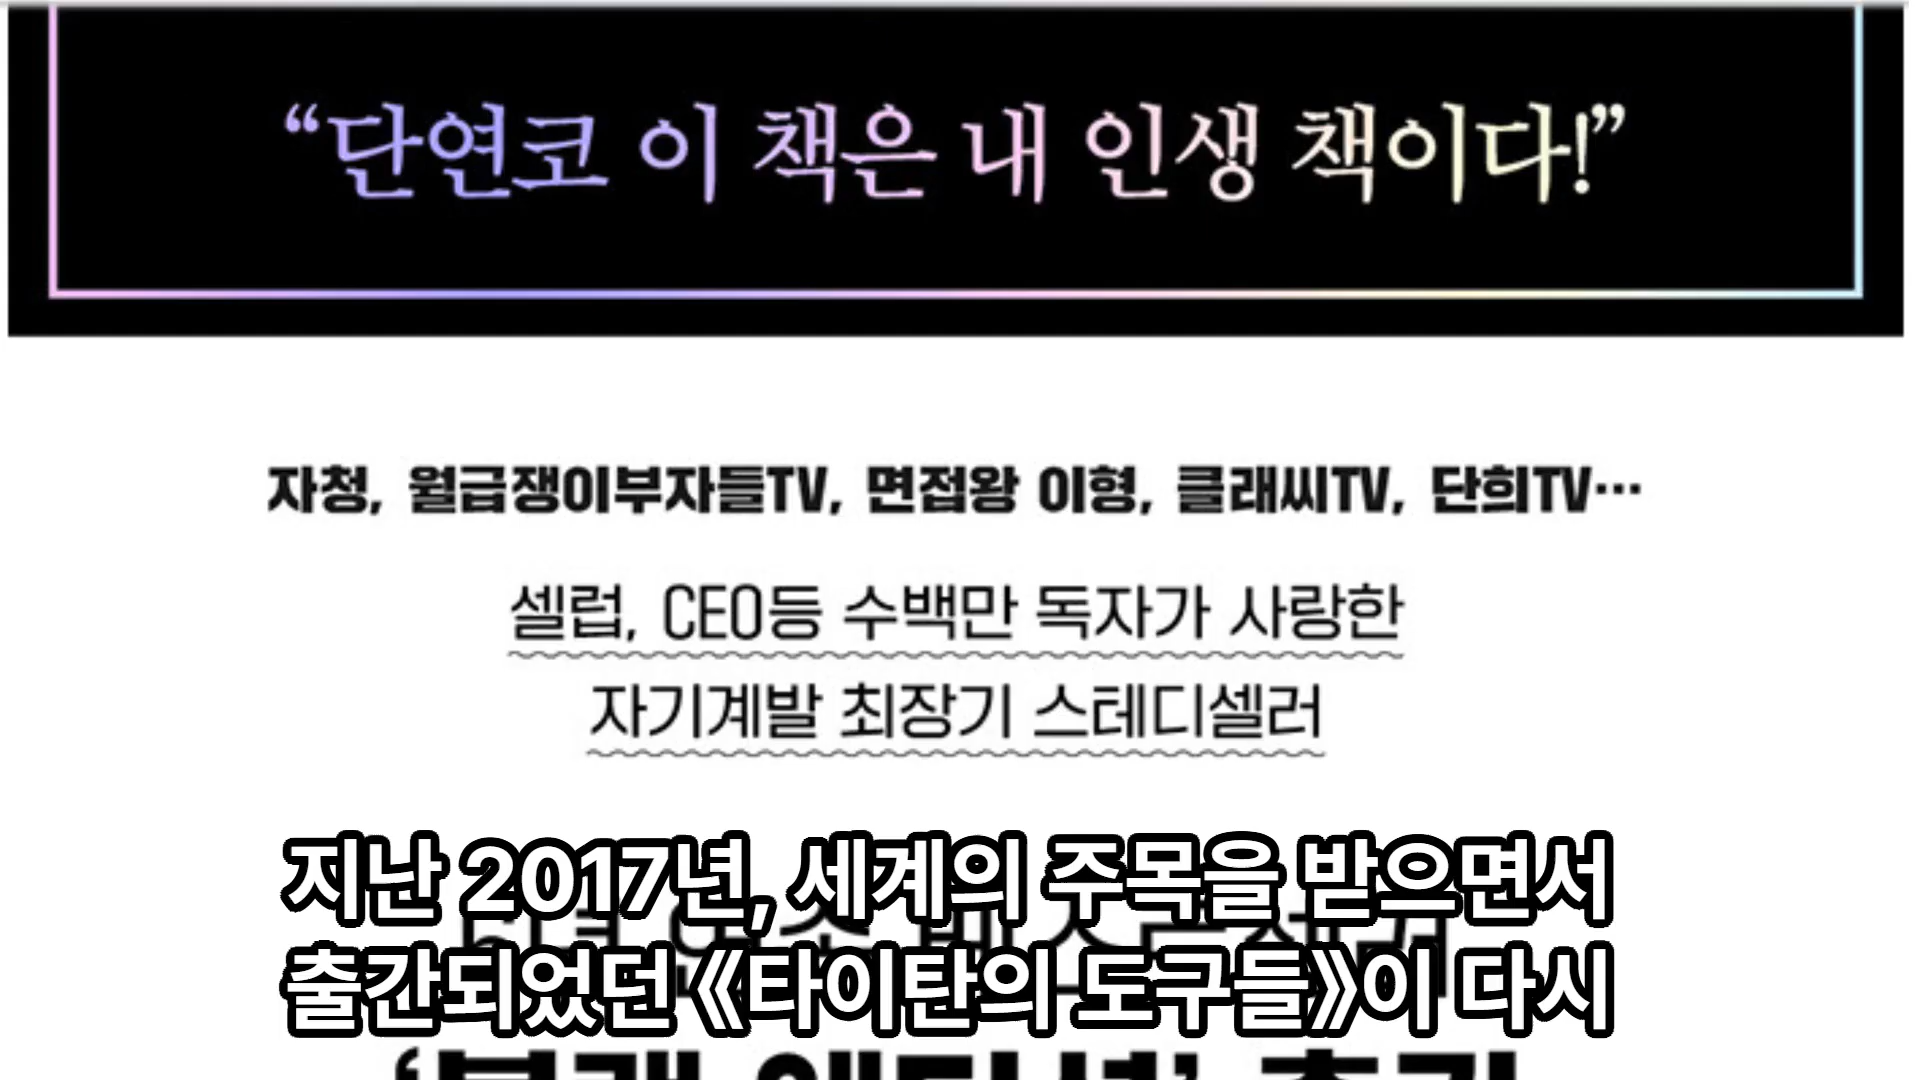 “단연코 이 책은 내 인생 책이다!”
자청, 월급쟁이부자들TV, 면접왕 이형, 클래씨TV, 단희TV…
셀럽, CEO등 수백만 독자가 사랑한
자기계발 최장기 스테디셀러
지난 2017년, 세계의 주목을 받으면서
출간되었던 《타이탄의 도구들》이 다시